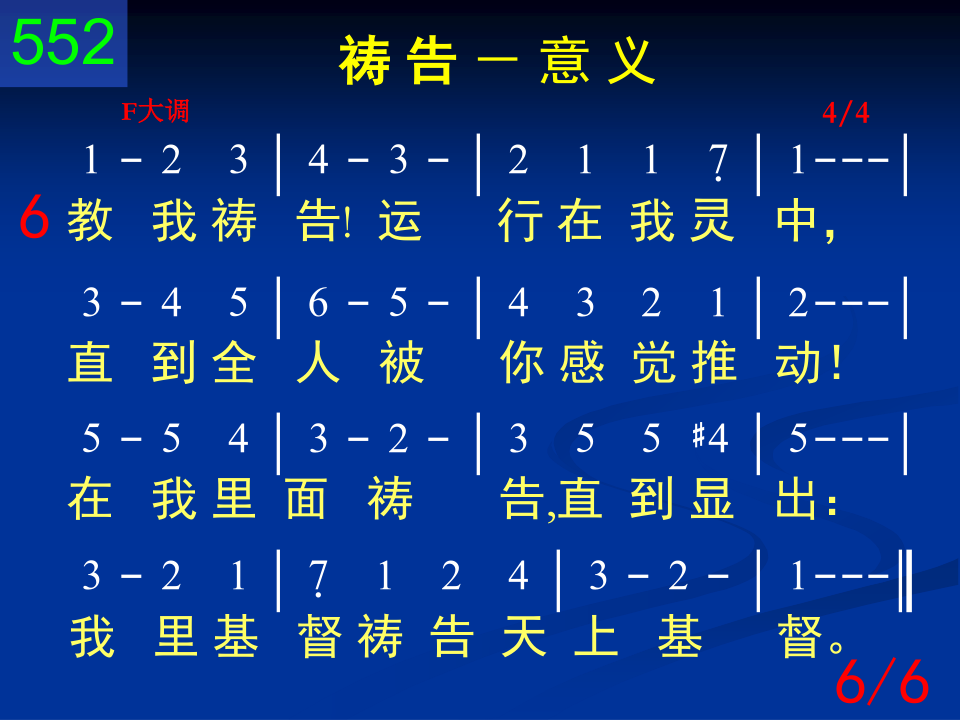 552
祷 告 － 意 义
F大调 4/4
1 - 2 3 | 4 - 3 - | 2 1 1 7̣ | 1 - - - |
6 教 我 祷 告! 运 行 在 我 灵 中，
3 - 4 5 | 6 - 5 - | 4 3 2 1 | 2 - - - |
直 到 全 人 被 你 感 觉 推 动！
5 - 5 4 | 3 - 2 - | 3 5 5 ♯4 | 5 - - - |
在 我 里 面 祷 告,直 到 显 出：
3 - 2 1 | 7̣ 1 2 4 | 3 - 2 - | 1 - - - ‖
我 里 基 督 祷 告 天 上 基 督。
6/6